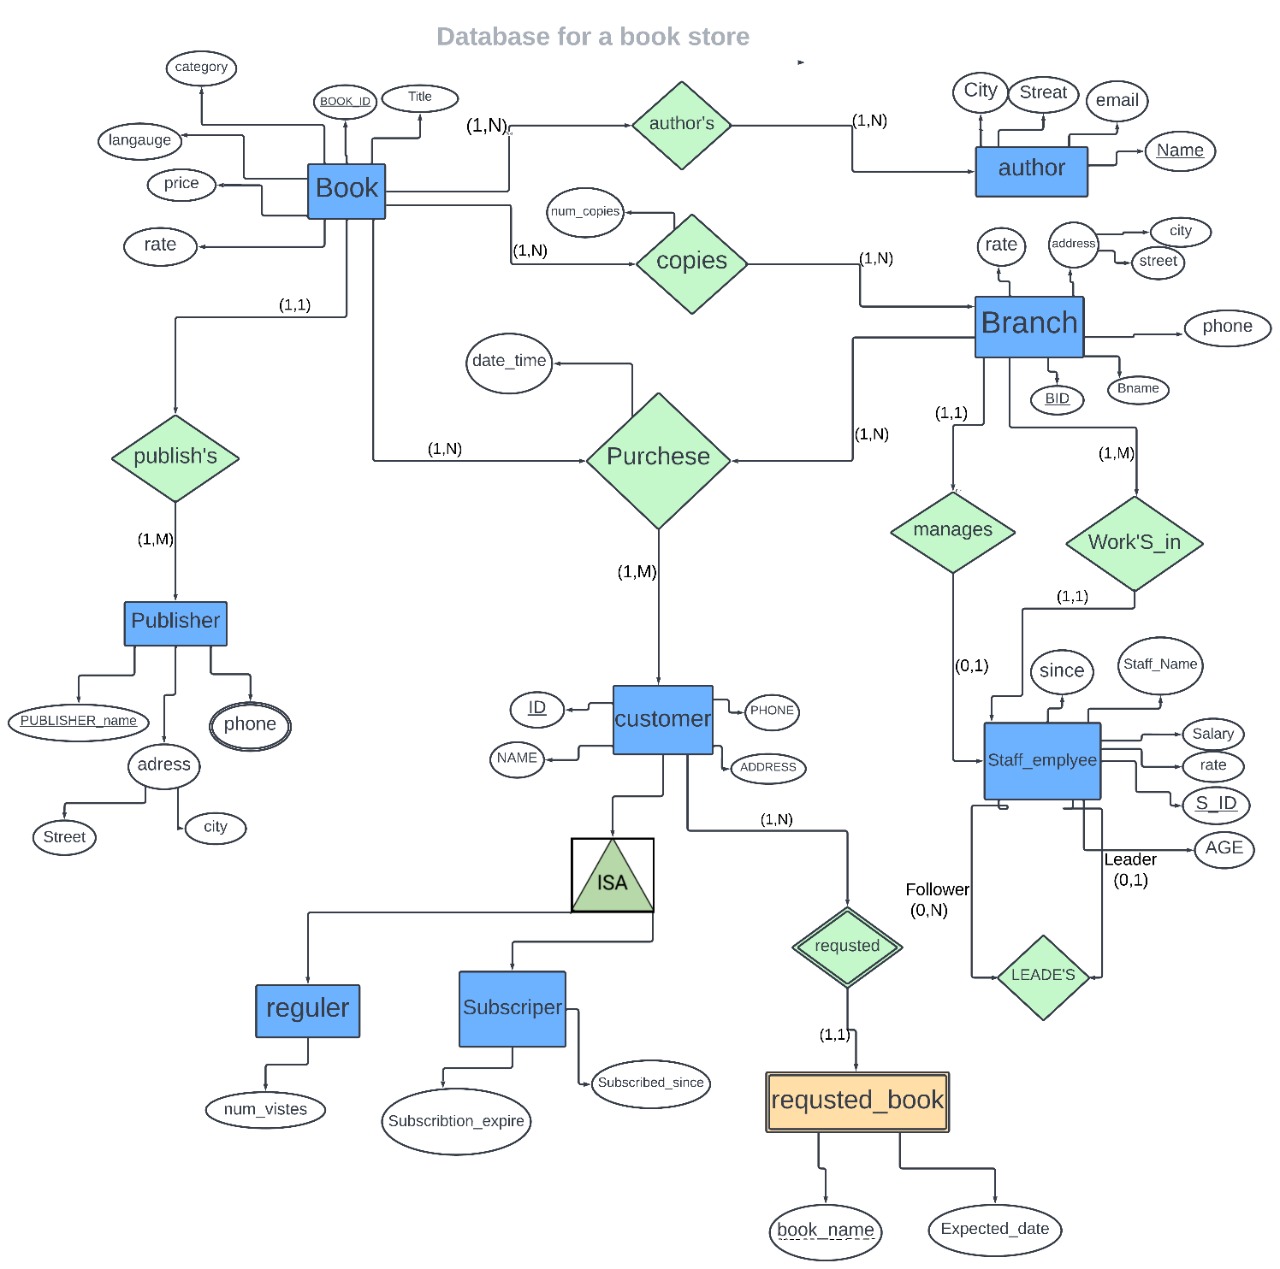 Database for a book store
category
BOOK_ID
Title
langauge
price
Book
rate
(1,N)
author's
(1,N)
City
Streat
email
Name
author
num_copies
(1,N)
copies
(1,N)
rate
address
city
street
Branch
phone
BID
Bname
(1,1)
date_time
(1,1)
(1,N)
(1,M)
publish's
(1,N)
Purchese
manages
Work'S_in
(1,M)
(1,M)
(1,1)
Publisher
(0,1)
since
Staff_Name
PUBLISHER_name
phone
ID
customer
PHONE
NAME
ADDRESS
Staff_emplyee
Salary
rate
S_ID
adress
Street
city
(1,N)
AGE
Leader
(0,1)
ISA
Follower
(0,N)
requsted
LEADE'S
reguler
Subscriper
(1,1)
num_vistes
Subscribtion_expire
Subscribed_since
requsted_book
book_name
Expected_date